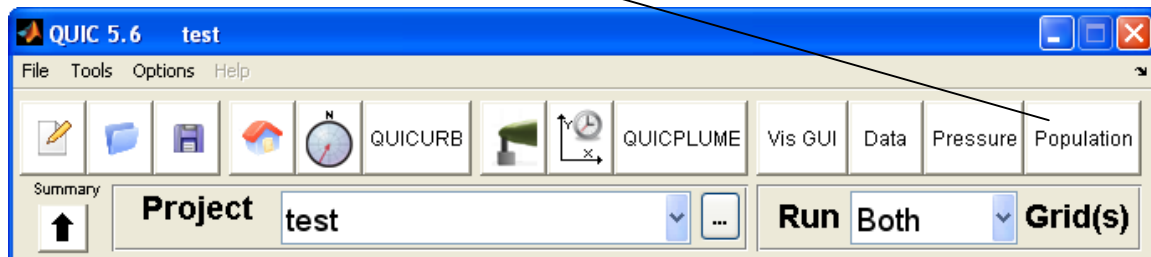 QUIC 5.6 test
File Tools Options Help
N
QUICURB Y X QUICPLUME Vis GUI Data Pressure Population
Summary
Project test ... Run Both Grid(s)